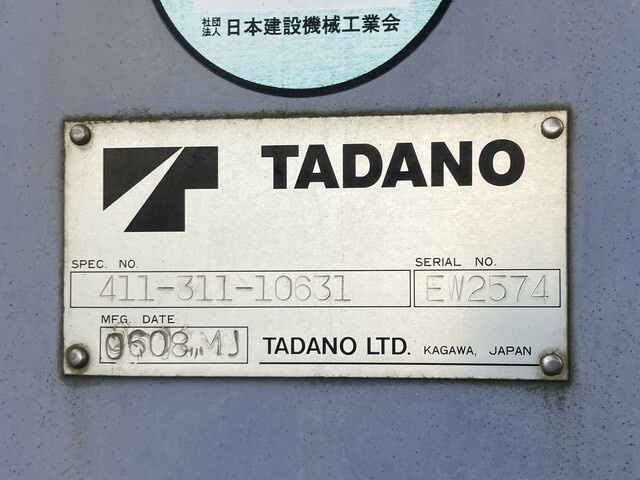 社団
法人 日本建設機械工業会
TADANO
SPEC. NO.
SERIAL NO.
411-311-10631
EW2574
MFG. DATE
0608 MJ
TADANO LTD. KAGAWA, JAPAN